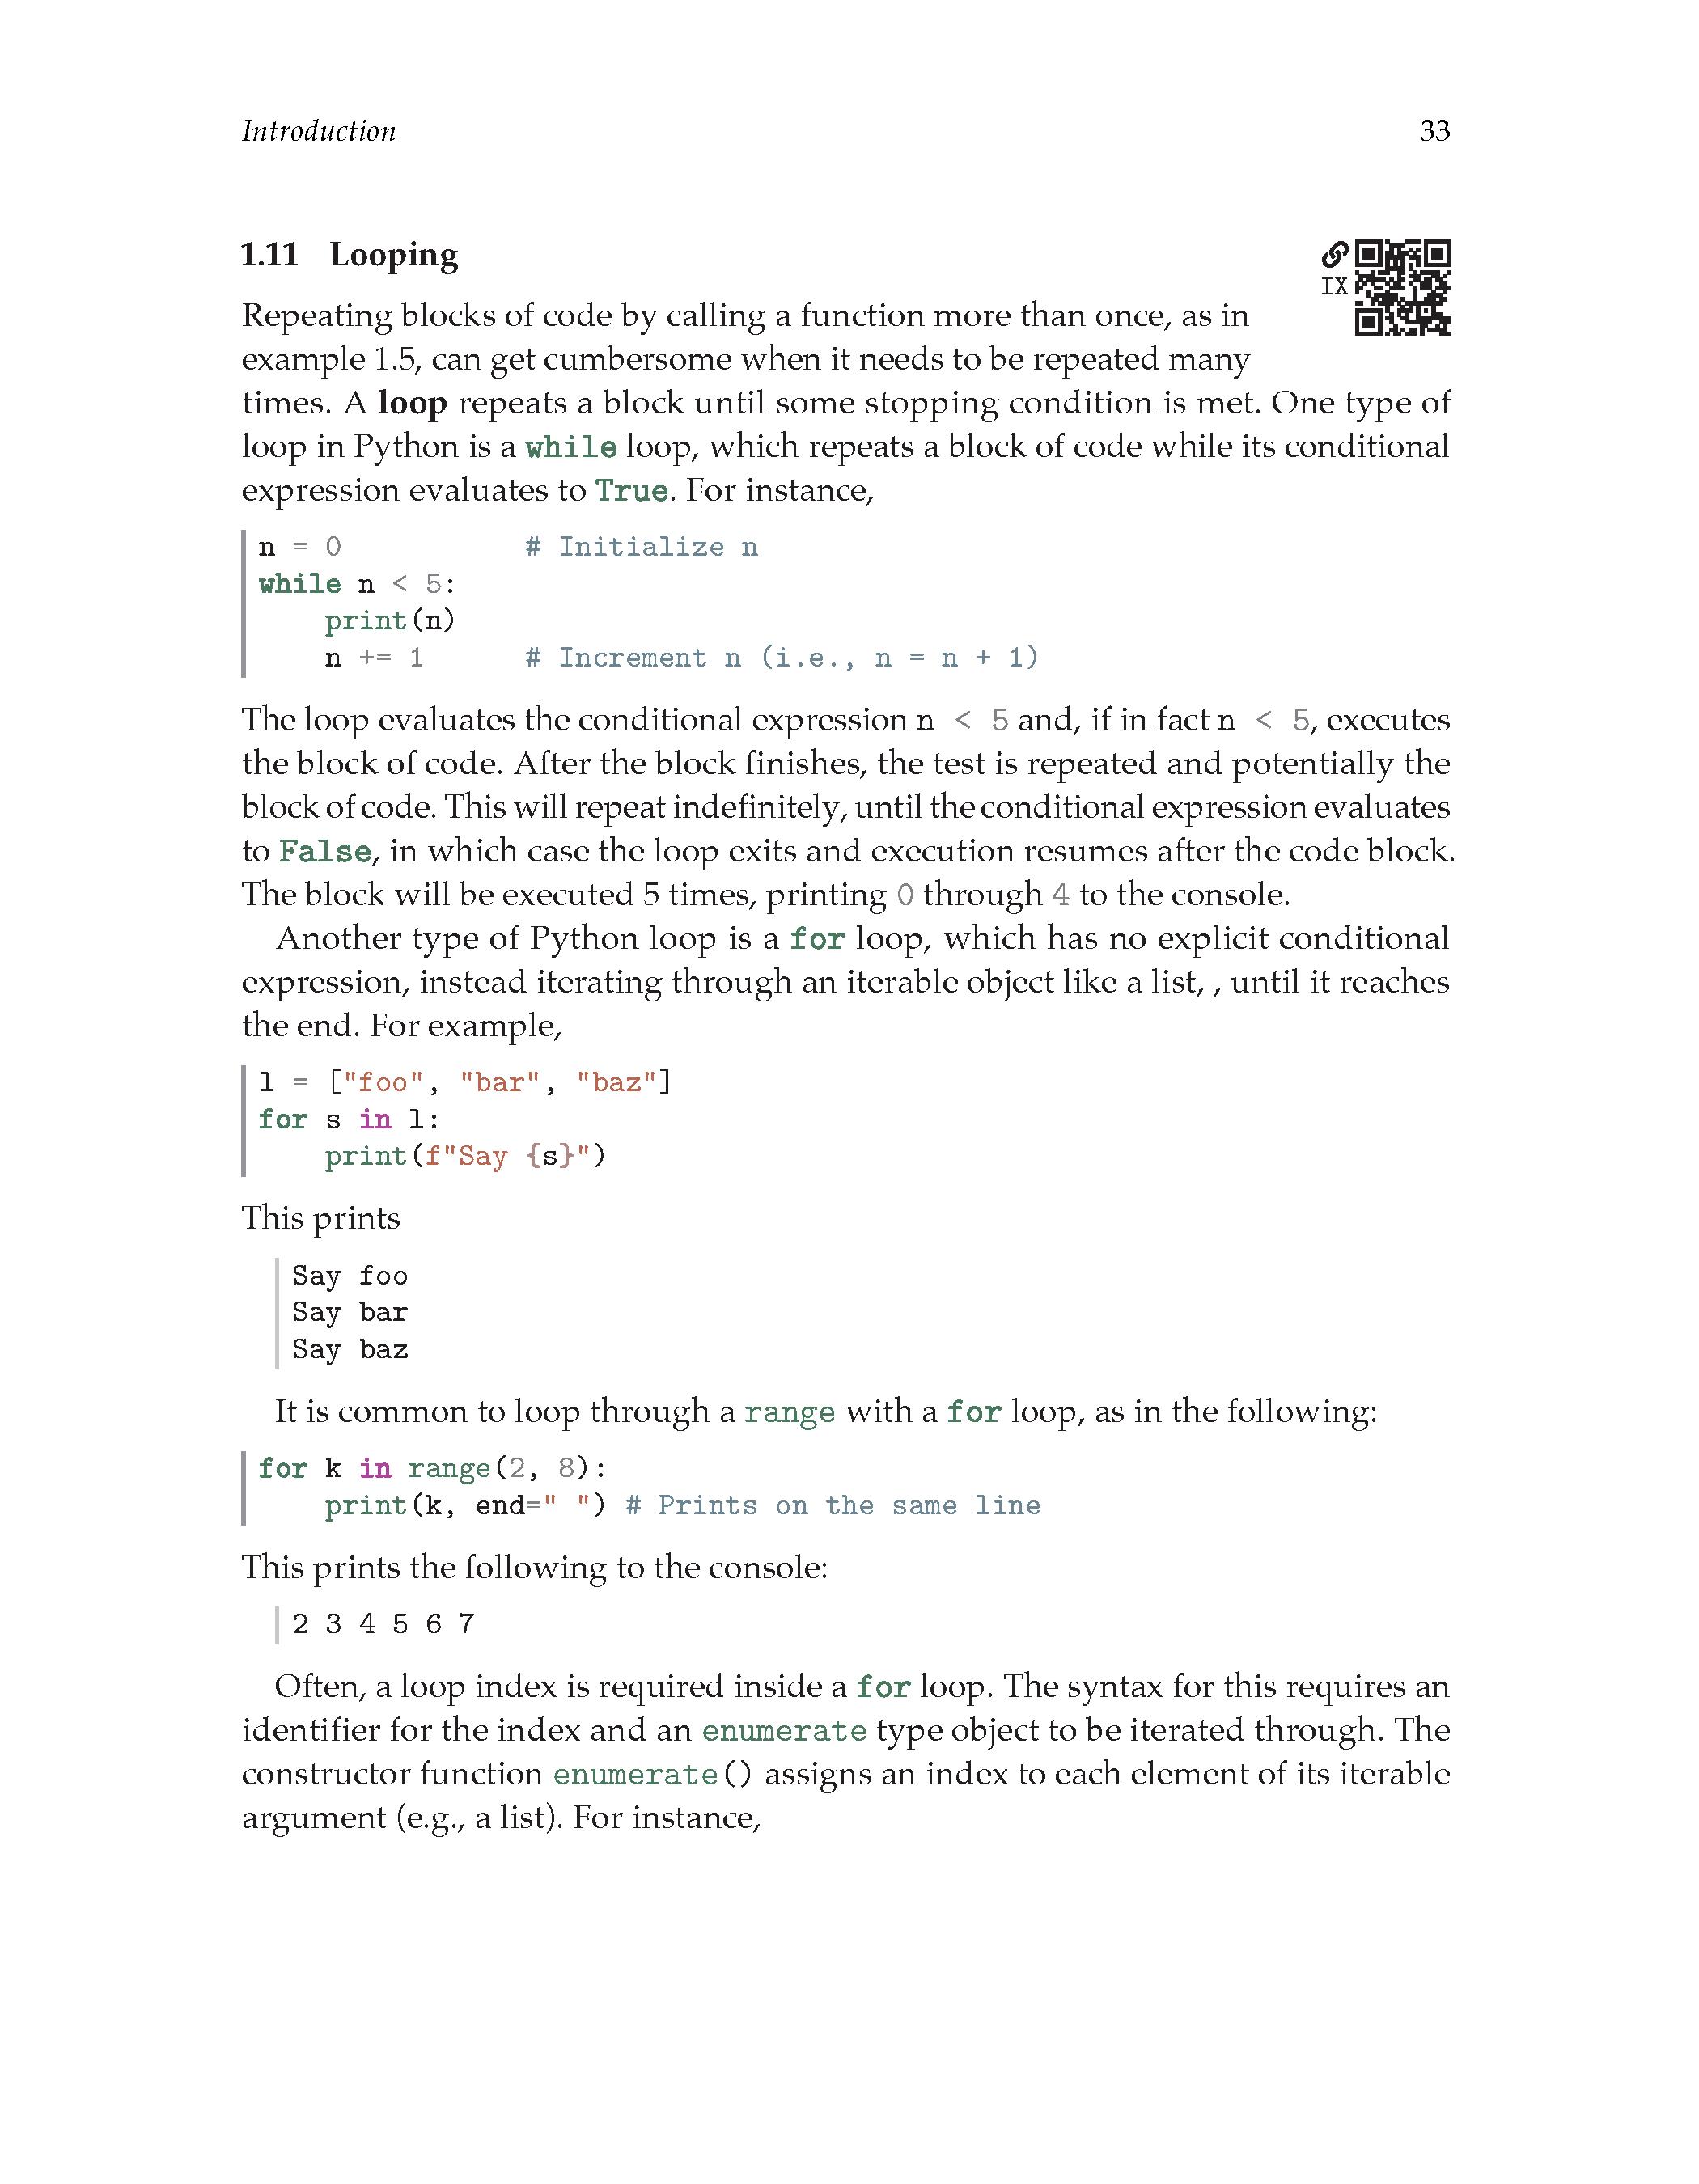 Introduction 33
1.11 Looping
IX
Repeating blocks of code by calling a function more than once, as in
example 1.5, can get cumbersome when it needs to be repeated many
times. A loop repeats a block until some stopping condition is met. One type of
loop in Python is a while loop, which repeats a block of code while its conditional
expression evaluates to True. For instance,
n = 0           # Initialize n
while n < 5:
    print(n)
    n += 1      # Increment n (i.e., n = n + 1)
The loop evaluates the conditional expression n < 5 and, if in fact n < 5, executes
the block of code. After the block finishes, the test is repeated and potentially the
block of code. This will repeat indefinitely, until the conditional expression evaluates
to False, in which case the loop exits and execution resumes after the code block.
The block will be executed 5 times, printing 0 through 4 to the console.
Another type of Python loop is a for loop, which has no explicit conditional
expression, instead iterating through an iterable object like a list, , until it reaches
the end. For example,
l = ["foo", "bar", "baz"]
for s in l:
    print(f"Say {s}")
This prints
Say foo
Say bar
Say baz
It is common to loop through a range with a for loop, as in the following:
for k in range(2, 8):
    print(k, end=" ") # Prints on the same line
This prints the following to the console:
2 3 4 5 6 7
Often, a loop index is required inside a for loop. The syntax for this requires an
identifier for the index and an enumerate type object to be iterated through. The
constructor function enumerate() assigns an index to each element of its iterable
argument (e.g., a list). For instance,